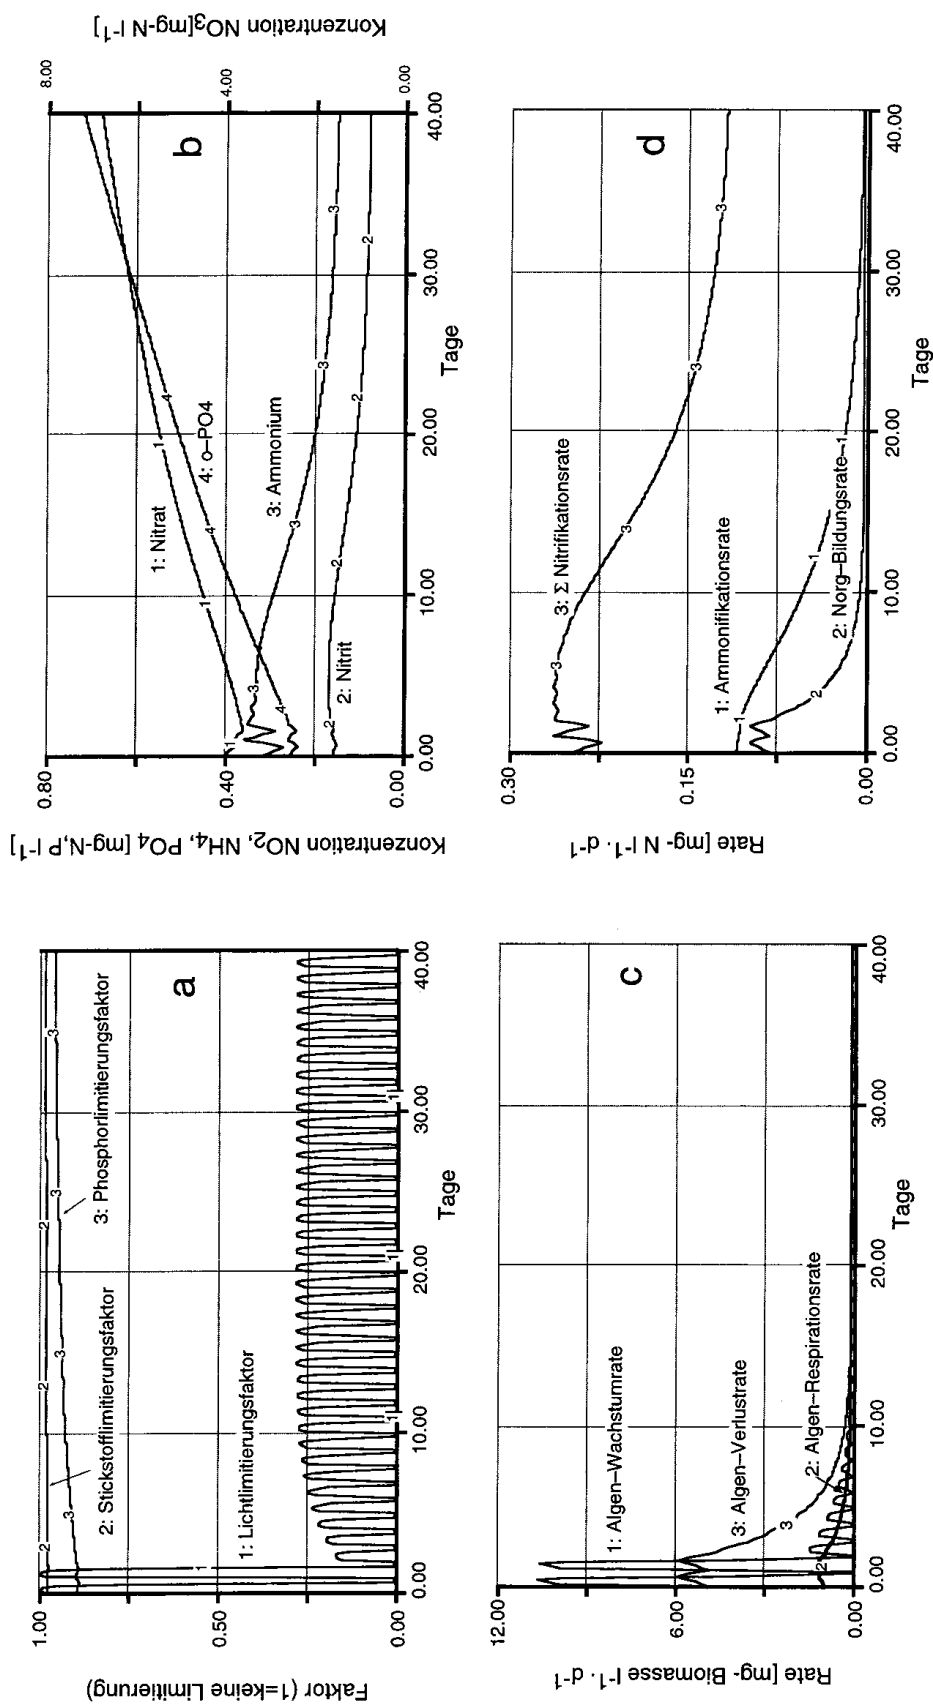 a
Faktor (1=keine Limitierung)
1.00
0.50
0.00
2: Stickstofflimitierungsfaktor
3: Phosphorlimitierungsfaktor
1: Lichtlimitierungsfaktor
0.00
10.00
20.00
30.00
40.00
Tage
b
Konzentration NO2, NH4, PO4 [mg-N,P l-1]
Konzentration NO3[mg-N l-1]
0.80
0.40
0.00
8.00
4.00
0.00
1: Nitrat
4: o–PO4
3: Ammonium
2: Nitrit
0.00
10.00
20.00
30.00
40.00
Tage
c
Rate [mg- Biomasse l-1 · d-1
12.00
6.00
0.00
1: Algen–Wachstumrate
3: Algen–Verlustrate
2: Algen–Respirationsrate
0.00
10.00
20.00
30.00
40.00
Tage
d
Rate [mg- N l-1 · d-1
0.30
0.15
0.00
3: Σ Nitrifikationsrate
1: Ammonifikationsrate
2: Norg–Bildungsrate
0.00
10.00
20.00
30.00
40.00
Tage